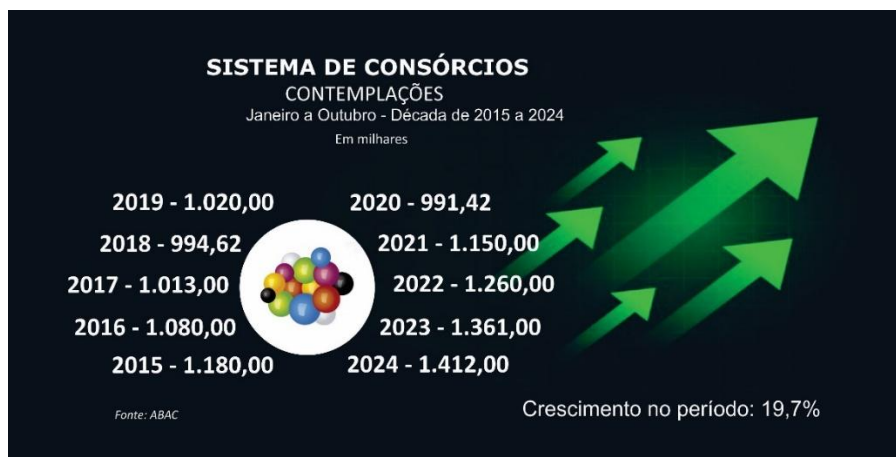 SISTEMA DE CONSÓRCIOS
CONTEMPLAÇÕES
Janeiro a Outubro - Década de 2015 a 2024
Em milhares
2019 - 1.020,00
2020 - 991,42
2018 - 994,62
2021 - 1.150,00
2017 - 1.013,00
2022 - 1.260,00
2016 - 1.080,00
2023 - 1.361,00
2015 - 1.180,00
2024 - 1.412,00
Fonte: ABAC
Crescimento no período: 19,7%